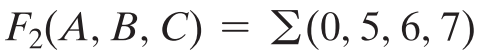 F₂(A, B, C) = Σ(0, 5, 6, 7)